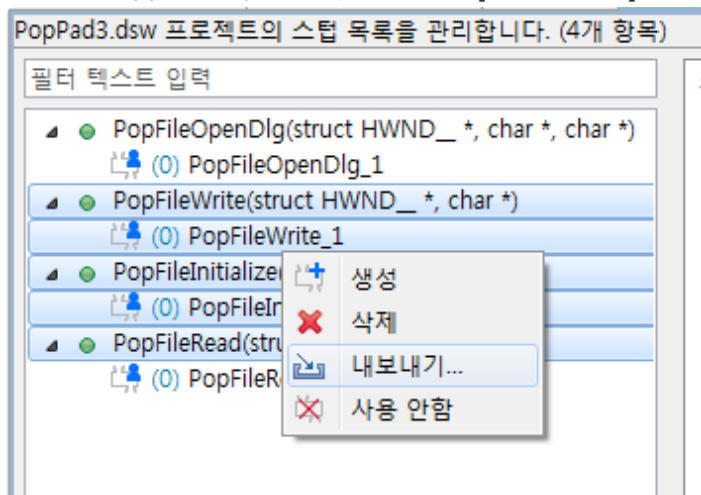 PopPad3.dsw 프로젝트의 스텁 목록을 관리합니다. (4개 항목)
필터 텍스트 입력
PopFileOpenDlg(struct HWND__ *, char *, char *)
(0) PopFileOpenDlg_1
PopFileWrite(struct HWND__ *, char *)
(0) PopFileWrite_1
PopFileInitialize(
(0) PopFileIn
PopFileRead(stru
(0) PopFileR
생성
삭제
내보내기...
사용 안함